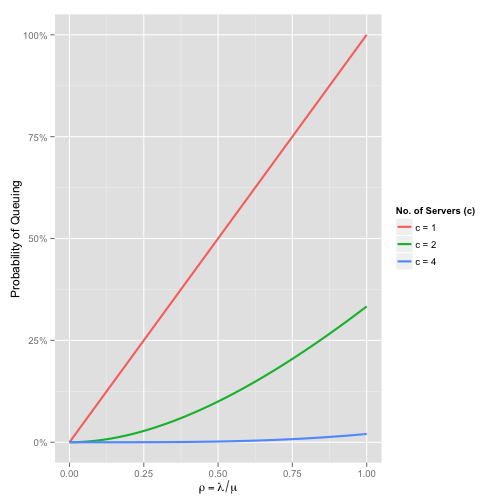 100%
75%
50%
25%
0%
Probability of Queuing
0.00 0.25 0.50 0.75 1.00
ρ = λ/μ
No. of Servers (c)
c = 1
c = 2
c = 4